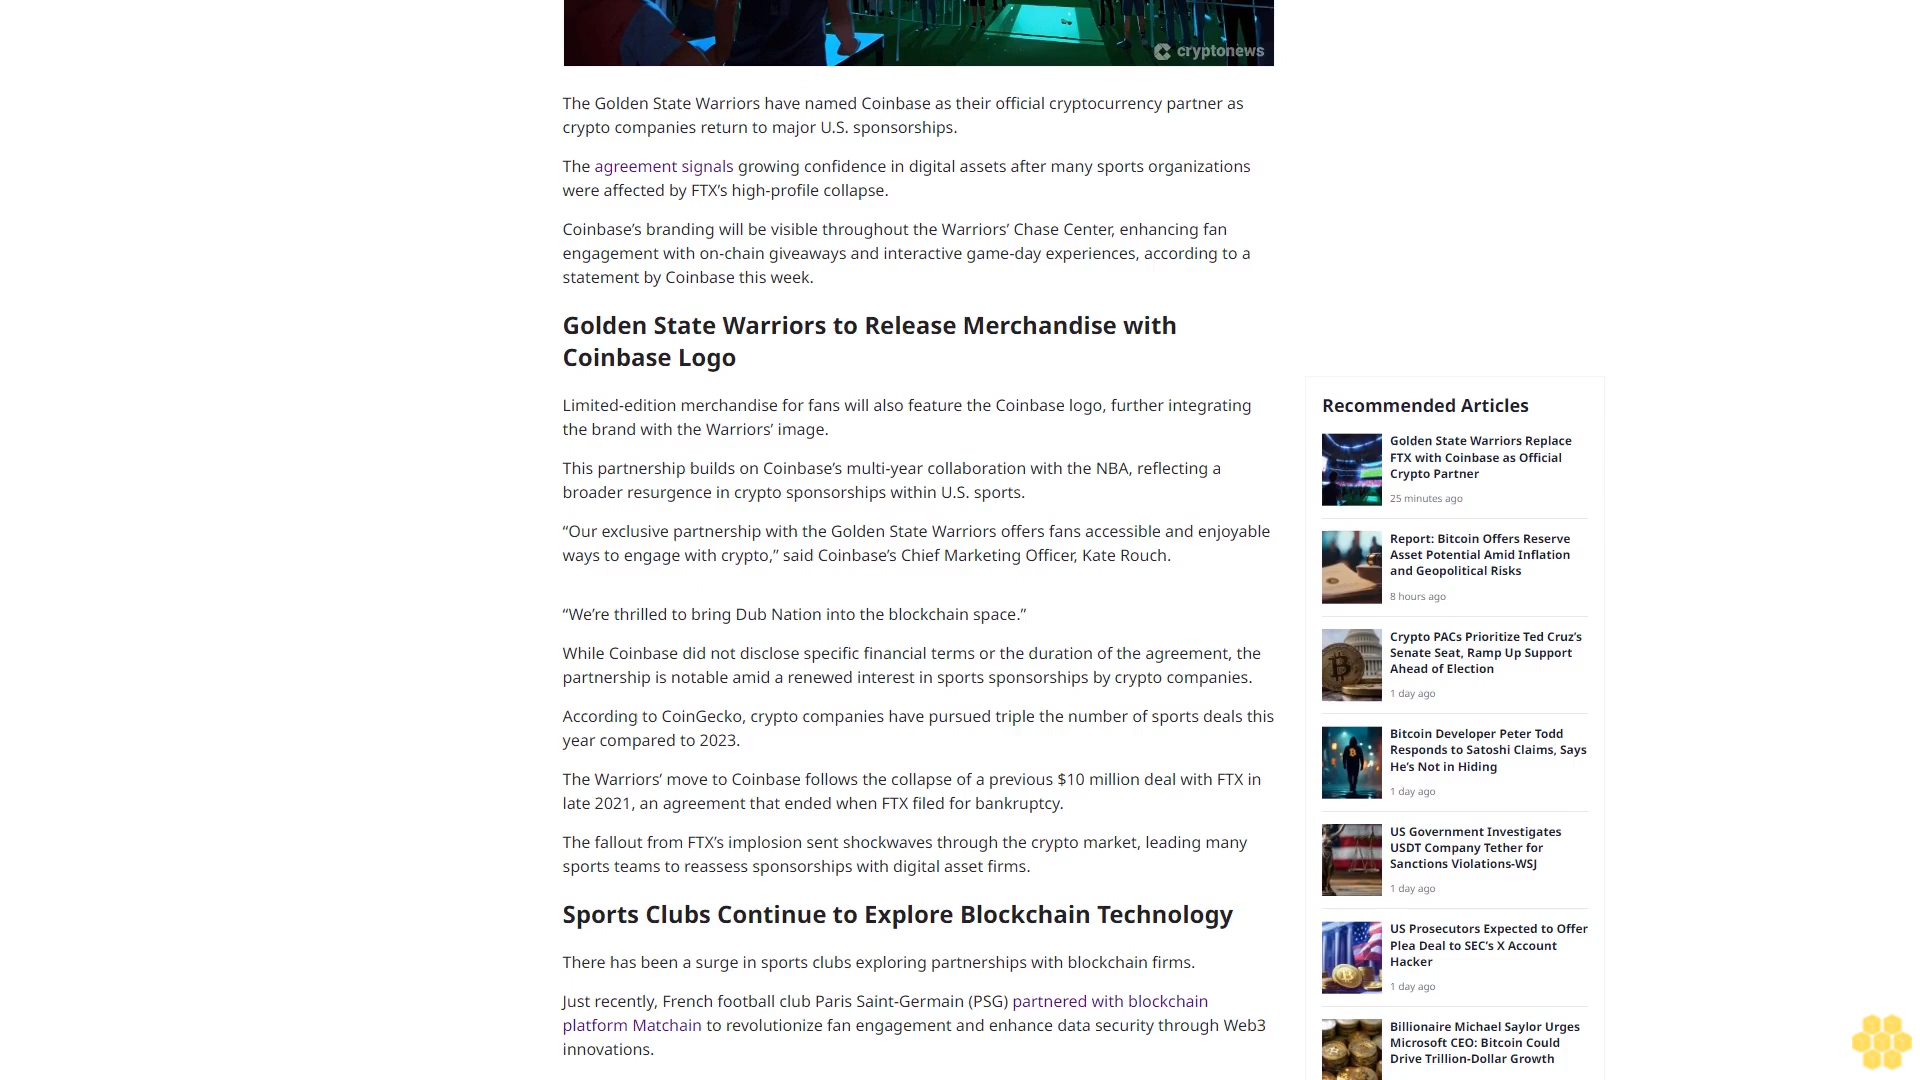 cryptonews
The Golden State Warriors have named Coinbase as their official cryptocurrency partner as
crypto companies return to major U.S. sponsorships.
The agreement signals growing confidence in digital assets after many sports organizations
were affected by FTX’s high-profile collapse.
Coinbase’s branding will be visible throughout the Warriors’ Chase Center, enhancing fan
engagement with on-chain giveaways and interactive game-day experiences, according to a
statement by Coinbase this week.
Golden State Warriors to Release Merchandise with
Coinbase Logo
Limited-edition merchandise for fans will also feature the Coinbase logo, further integrating
the brand with the Warriors’ image.
This partnership builds on Coinbase’s multi-year collaboration with the NBA, reflecting a
broader resurgence in crypto sponsorships within U.S. sports.
“Our exclusive partnership with the Golden State Warriors offers fans accessible and enjoyable
ways to engage with crypto,” said Coinbase’s Chief Marketing Officer, Kate Rouch.
“We’re thrilled to bring Dub Nation into the blockchain space.”
While Coinbase did not disclose specific financial terms or the duration of the agreement, the
partnership is notable amid a renewed interest in sports sponsorships by crypto companies.
According to CoinGecko, crypto companies have pursued triple the number of sports deals this
year compared to 2023.
The Warriors’ move to Coinbase follows the collapse of a previous $10 million deal with FTX in
late 2021, an agreement that ended when FTX filed for bankruptcy.
The fallout from FTX’s implosion sent shockwaves through the crypto market, leading many
sports teams to reassess sponsorships with digital asset firms.
Sports Clubs Continue to Explore Blockchain Technology
There has been a surge in sports clubs exploring partnerships with blockchain firms.
Just recently, French football club Paris Saint-Germain (PSG) partnered with blockchain
platform Matchain to revolutionize fan engagement and enhance data security through Web3
innovations.
Recommended Articles
Golden State Warriors Replace
FTX with Coinbase as Official
Crypto Partner
25 minutes ago
Report: Bitcoin Offers Reserve
Asset Potential Amid Inflation
and Geopolitical Risks
8 hours ago
Crypto PACs Prioritize Ted Cruz’s
Senate Seat, Ramp Up Support
Ahead of Election
1 day ago
Bitcoin Developer Peter Todd
Responds to Satoshi Claims, Says
He’s Not in Hiding
1 day ago
US Government Investigates
USDT Company Tether for
Sanctions Violations-WSJ
1 day ago
US Prosecutors Expected to Offer
Plea Deal to SEC’s X Account
Hacker
1 day ago
Billionaire Michael Saylor Urges
Microsoft CEO: Bitcoin Could
Drive Trillion-Dollar Growth